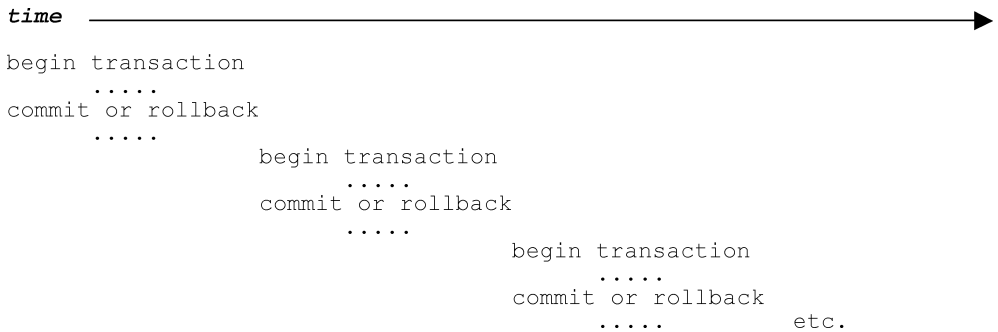 time
begin transaction
.....
commit or rollback
.....
begin transaction
.....
commit or rollback
.....
begin transaction
.....
commit or rollback
..... etc.